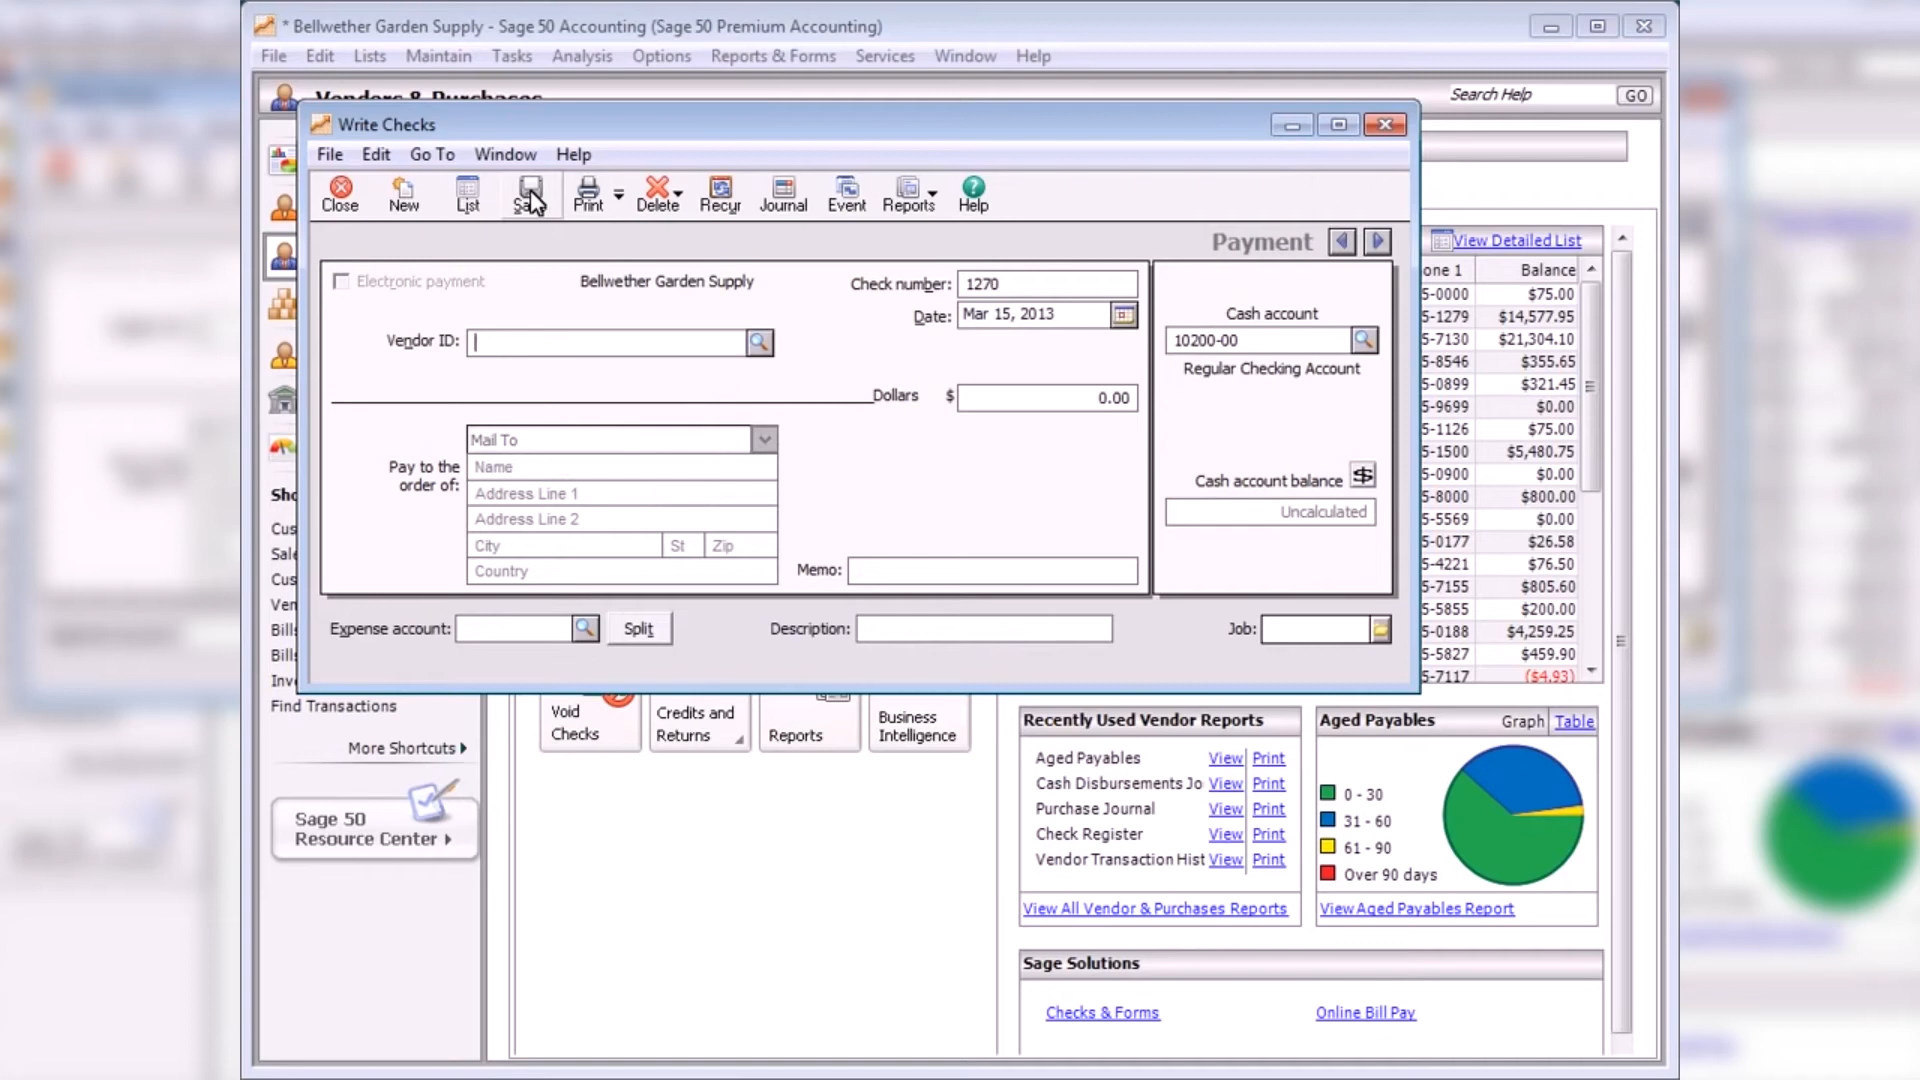 * Bellwether Garden Supply - Sage 50 Accounting (Sage 50 Premium Accounting)
File Edit Lists Maintain Tasks Analysis Options Reports & Forms Services Window Help
Vendors & Purchases
Search Help GO
Write Checks
File Edit Go To Window Help
Close New List Print Delete Recur Journal Event Reports Help
Payment
Electronic payment
Bellwether Garden Supply
Check number: 1270
Date: Mar 15, 2013
Vendor ID:
Dollars $ 0.00
Mail To
Pay to the order of:
Name
Address Line 1
Address Line 2
City St Zip
Country
Memo:
Cash account
10200-00
Regular Checking Account
Cash account balance
Uncalculated
Expense account: Split Description: Job:
View Detailed List
one 1 Balance
5-0000 $75.00
5-1279 $14,577.95
5-7130 $21,304.10
5-8546 $355.65
5-0899 $321.45
5-9699 $0.00
5-1126 $75.00
5-1500 $5,480.75
5-0900 $0.00
5-8000 $800.00
5-5569 $0.00
5-0177 $26.58
5-4221 $76.50
5-7155 $805.60
5-5855 $200.00
5-0188 $4,259.25
5-5827 $459.90
5-7117 ($4.93)
Sho
Cus
Sale
Cus
Ven
Bills
Bills
Inv
Find Transactions
More Shortcuts
Sage 50
Resource Center
Void Checks
Credits and Returns
Reports
Business Intelligence
Recently Used Vendor Reports
Aged Payables View Print
Cash Disbursements Jo View Print
Purchase Journal View Print
Check Register View Print
Vendor Transaction Hist View Print
View All Vendor & Purchases Reports
Aged Payables Graph Table
0 - 30
31 - 60
61 - 90
Over 90 days
View Aged Payables Report
Sage Solutions
Checks & Forms Online Bill Pay